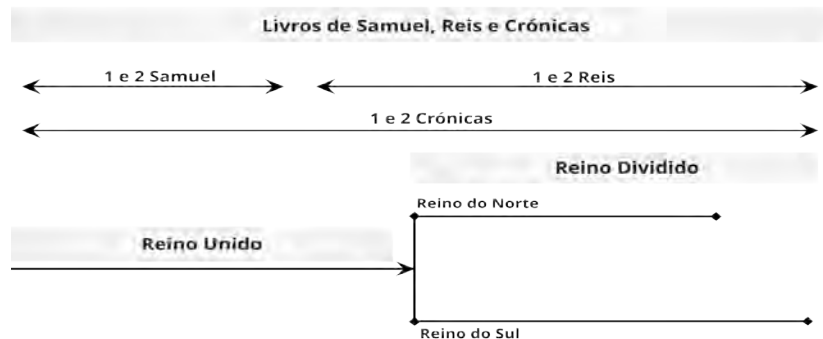 Livros de Samuel, Reis e Crónicas
1 e 2 Samuel
1 e 2 Reis
1 e 2 Crónicas
Reino Dividido
Reino do Norte
Reino Unido
Reino do Sul